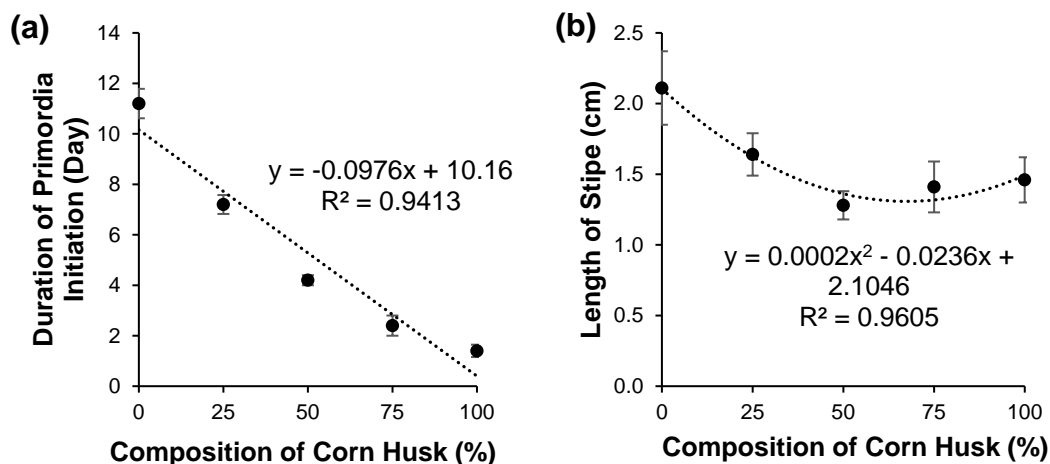 (a)
Duration of Primordia
Initiation (Day)
14
12
10
8
6
4
2
0
y = -0.0976x + 10.16
R² = 0.9413
0 25 50 75 100
Composition of Corn Husk (%)
(b)
Length of Stipe (cm)
2.5
2.0
1.5
1.0
0.5
0.0
y = 0.0002x² - 0.0236x +
2.1046
R² = 0.9605
0 25 50 75 100
Composition of Corn Husk (%)